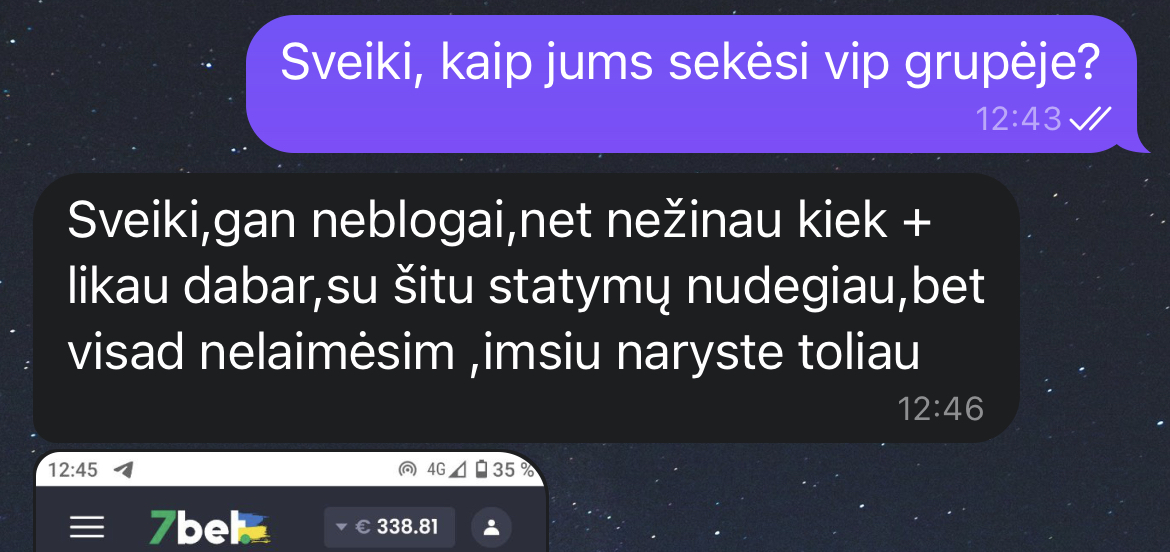 Sveiki, kaip jums sekėsi vip grupėje?
12:43
Sveiki,gan neblogai,net nežinau kiek +
likau dabar,su šitu statymų nudegiau,bet
visad nelaimėsim ,imsiu naryste toliau
12:46
12:45 4G 35 %
7bet € 338.81